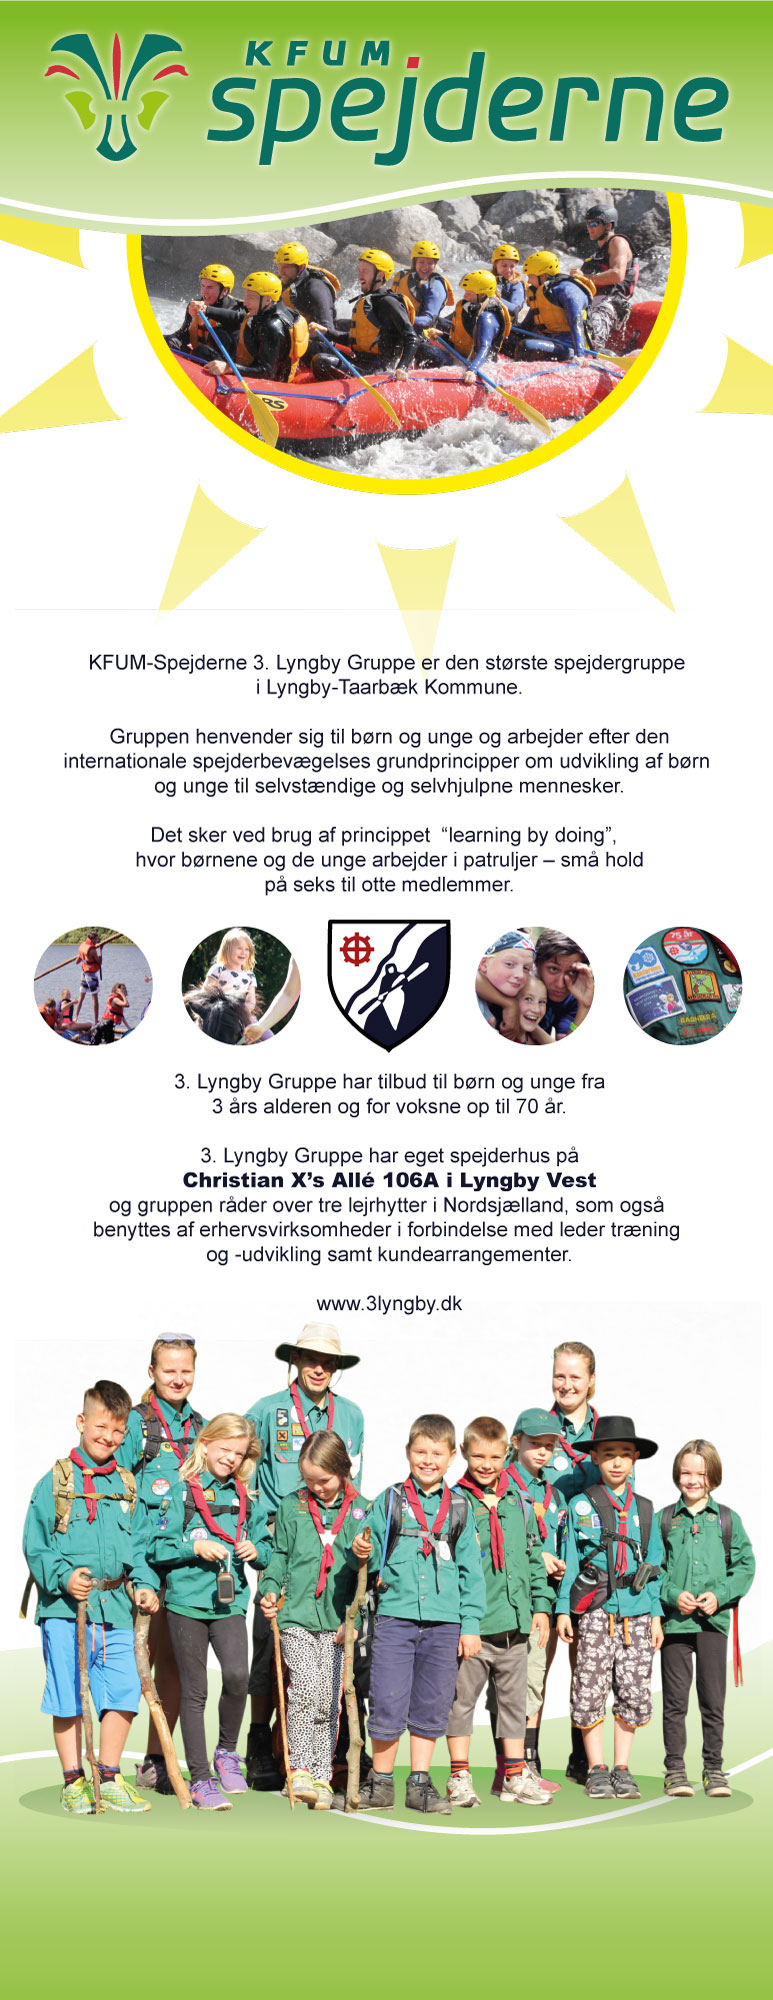 KFUM
spejderne
RS
KFUM-Spejderne 3. Lyngby Gruppe er den største spejdergruppe
i Lyngby-Taarbæk Kommune.
Gruppen henvender sig til børn og unge og arbejder efter den
internationale spejderbevægelses grundprincipper om udvikling af børn
og unge til selvstændige og selvhjulpne mennesker.
Det sker ved brug af princippet “learning by doing”,
hvor børnene og de unge arbejder i patruljer – små hold
på seks til otte medlemmer.
75 år
3. Lyngby Gruppe har tilbud til børn og unge fra
3 års alderen og for voksne op til 70 år.
3. Lyngby Gruppe har eget spejderhus på
Christian X’s Allé 106A i Lyngby Vest
og gruppen råder over tre lejrhytter i Nordsjælland, som også
benyttes af erhervsvirksomheder i forbindelse med leder træning
og -udvikling samt kundearrangementer.
www.3lyngby.dk